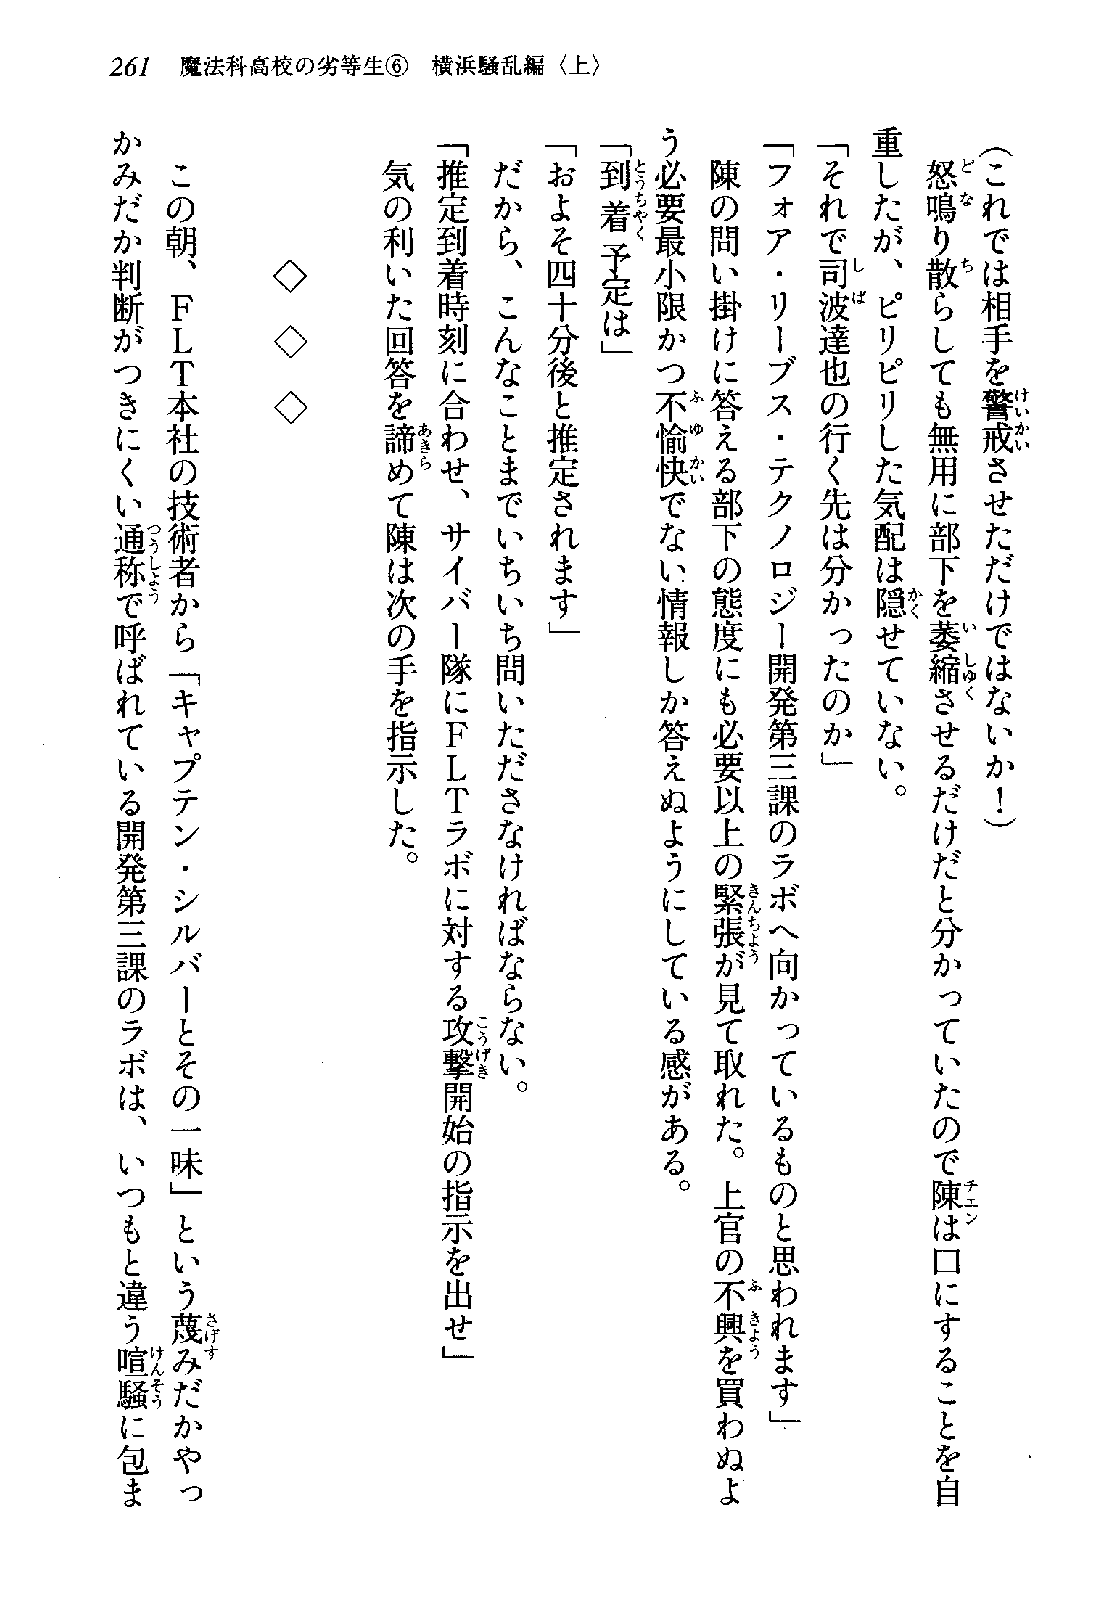 261 魔法科高校の劣等生⑥ 横浜騒乱編〈上〉
(これでは相手を警戒させただけではないか!)
怒鳴り散らしても無用に部下を萎縮させるだけだと分かっていたので陳は口にすることを自
重したが、ピリピリした気配は隠せていない。
「それで司波達也の行く先は分かったのか」
「フォア・リーブス・テクノロジー開発第三課のラボへ向かっているものと思われます」
陳の問い掛けに答える部下の態度にも必要以上の緊張が見て取れた。上官の不興を買わぬよ
う必要最小限かつ不愉快でない情報しか答えぬようにしている感がある。
「到着予定は」
「およそ四十分後と推定されます」
だから、こんなことまでいちいち問いたださなければならない。
「推定到着時刻に合わせ、サイバー隊にFLTラボに対する攻撃開始の指示を出せ」
気の利いた回答を諦めて陳は次の手を指示した。
◇ ◇ ◇
この朝、FLT本社の技術者から「キャプテン・シルバーとその一味」という蔑みだかやっ
かみだか判断がつきにくい通称で呼ばれている開発第三課のラボは、いつもと違う喧騒に包ま